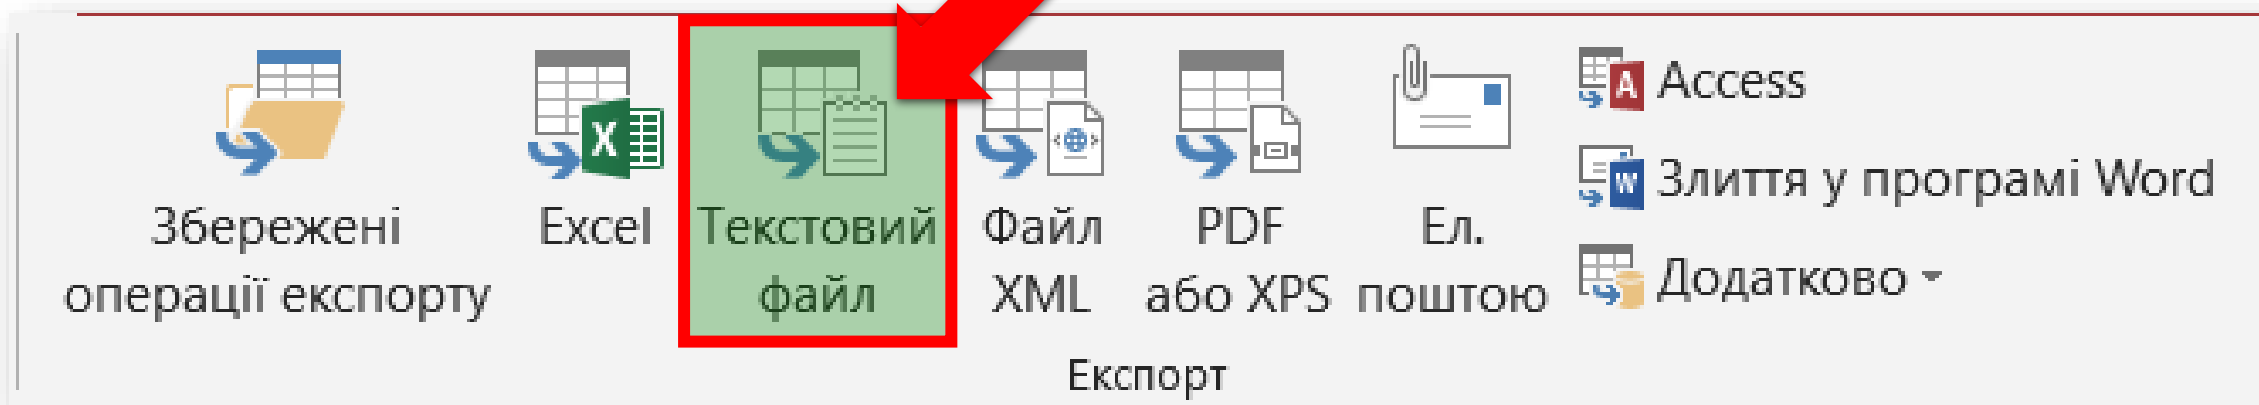 Збережені
операції експорту
Excel
Текстовий
файл
Файл
XML
PDF
або XPS
Ел.
поштою
Access
Злиття у програмі Word
Додатково
Експорт